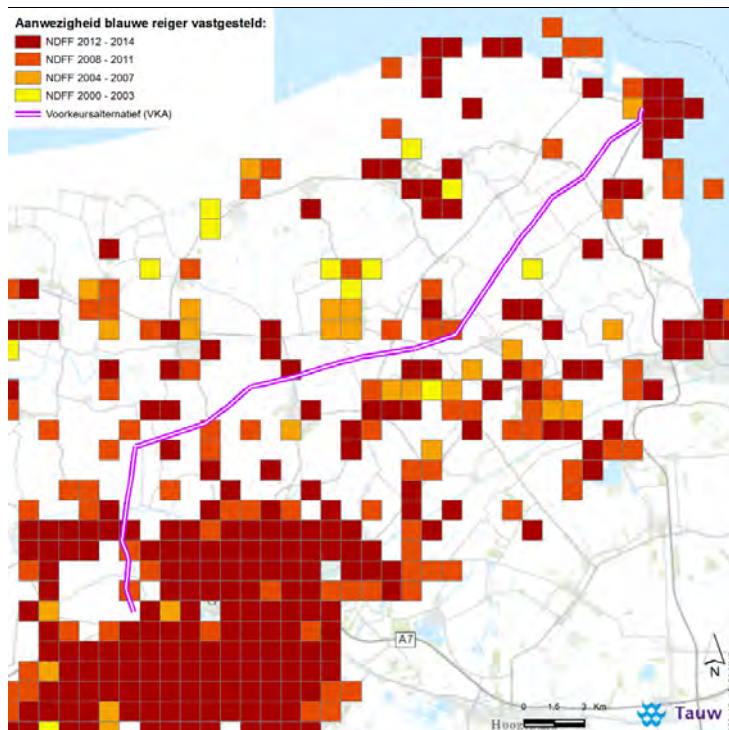 Aanwezigheid blauwe reiger vastgesteld:
NDFF 2012 - 2014
NDFF 2008 - 2011
NDFF 2004 - 2007
NDFF 2000 - 2003
Voorkeursalternatief (VKA)
A7
N
0 1,5 3 Km
Tauw